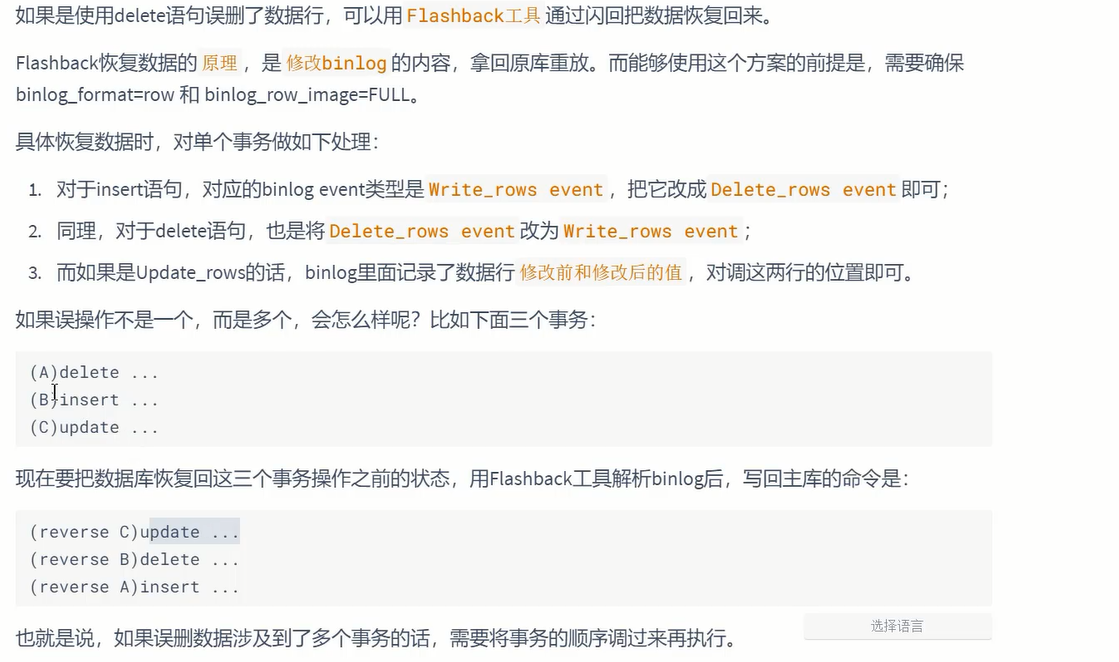 如果是使用delete语句误删了数据行，可以用 Flashback工具 通过闪回把数据恢复回来。
Flashback恢复数据的 原理 ，是 修改binlog 的内容，拿回原库重放。而能够使用这个方案的前提是，需要确保
binlog_format=row 和 binlog_row_image=FULL。
具体恢复数据时，对单个事务做如下处理：
1. 对于insert语句，对应的binlog event类型是 Write_rows event ，把它改成 Delete_rows event 即可；
2. 同理，对于delete语句，也是将 Delete_rows event 改为 Write_rows event ；
3. 而如果是Update_rows的话，binlog里面记录了数据行 修改前和修改后的值 ，对调这两行的位置即可。
如果误操作不是一个，而是多个，会怎么样呢？比如下面三个事务：
(A)delete ...
(B)insert ...
(C)update ...
现在要把数据库恢复回这三个事务操作之前的状态，用Flashback工具解析binlog后，写回主库的命令是：
(reverse C)update ...
(reverse B)delete ...
(reverse A)insert ...
选择语言
也就是说，如果误删数据涉及到了多个事务的话，需要将事务的顺序调过来再执行。